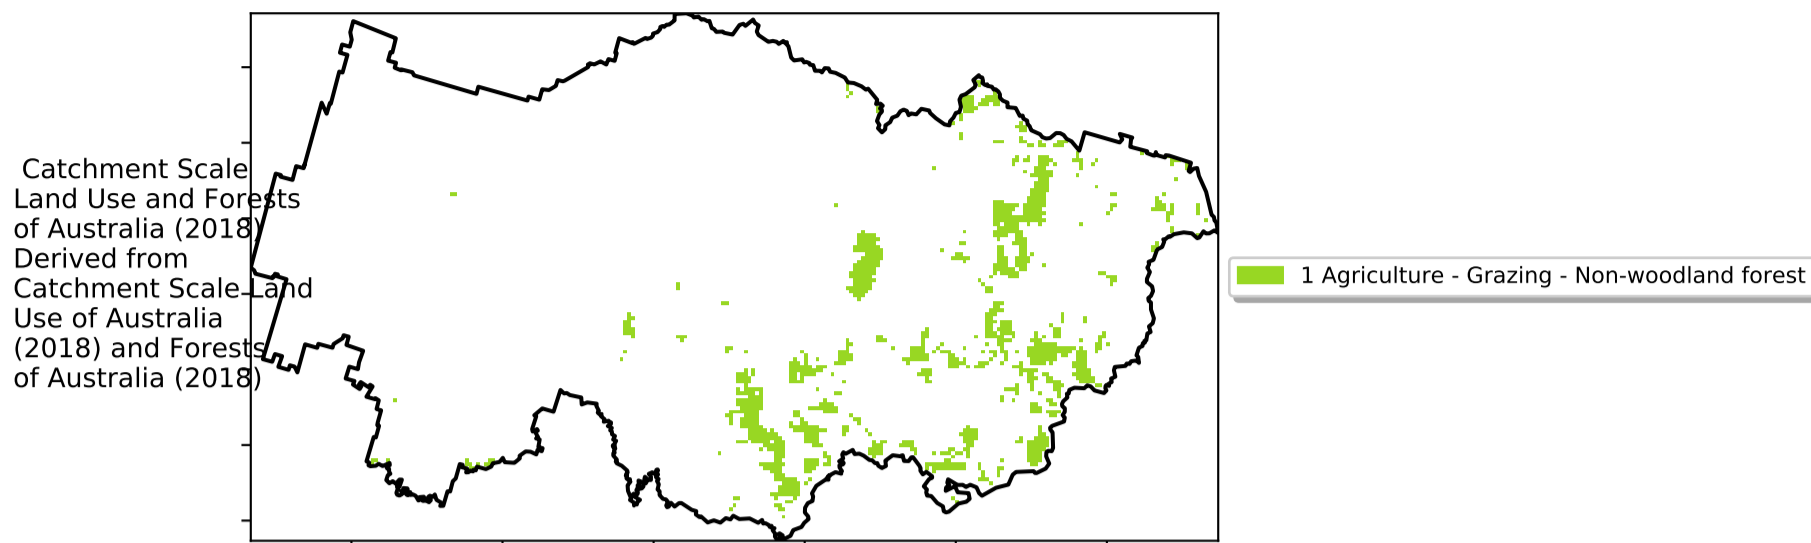 Catchment Scale
Land Use and Forests
of Australia (2018)
Derived from
Catchment Scale Land
Use of Australia
(2018) and Forests
of Australia (2018)
1 Agriculture - Grazing - Non-woodland forest